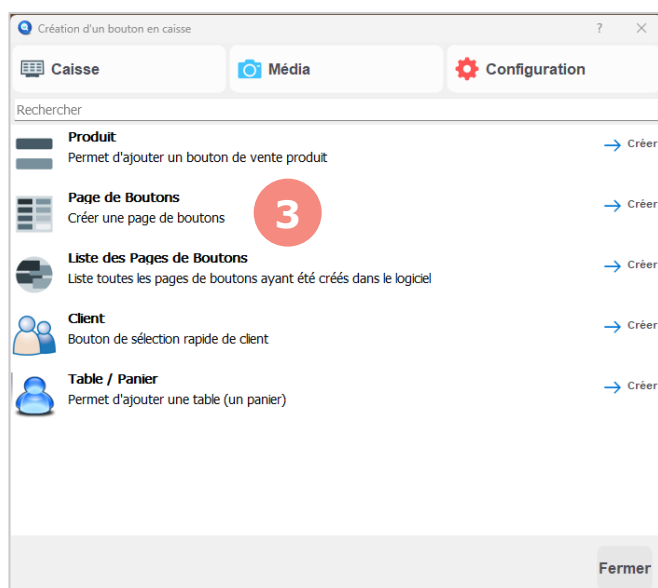 Création d'un bouton en caisse ?
Caisse Média Configuration
Rechercher
Produit
Permet d'ajouter un bouton de vente produit
Créer
Page de Boutons
Créer une page de boutons
Créer
3
Liste des Pages de Boutons
Liste toutes les pages de boutons ayant été créés dans le logiciel
Créer
Client
Bouton de sélection rapide de client
Créer
Table / Panier
Permet d'ajouter une table (un panier)
Créer
Fermer